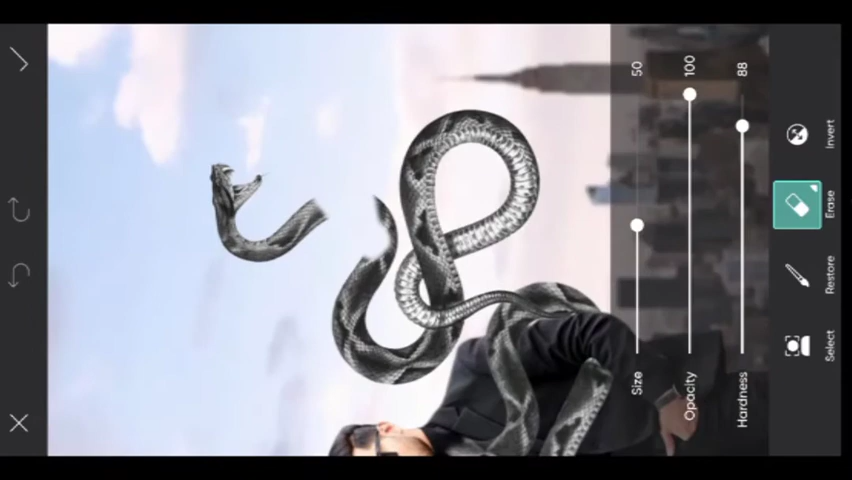 50
100
88
Size
Opacity
Hardness
Invert
Erase
Restore
Select